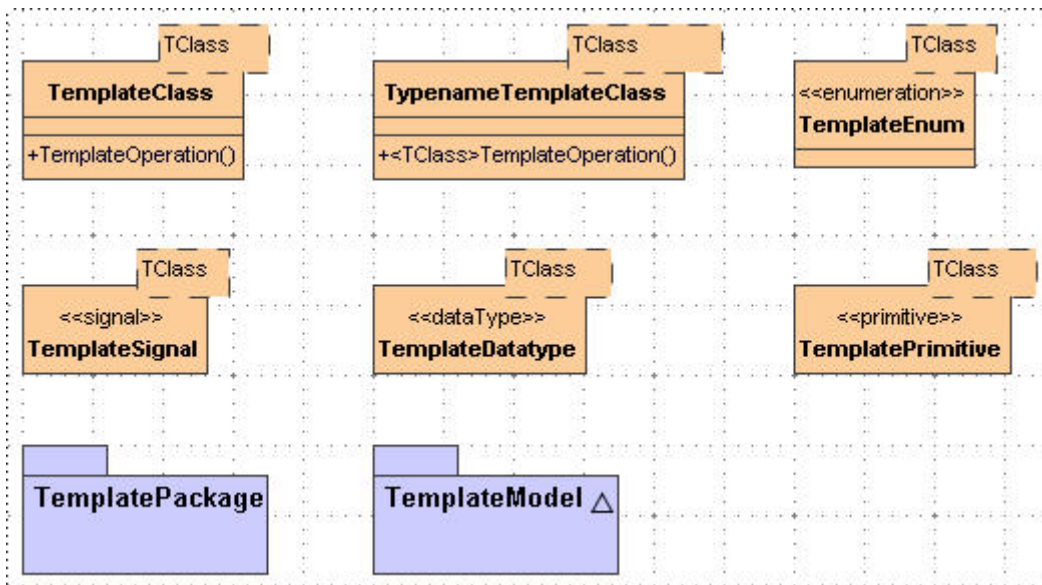 TClass
TemplateClass
+TemplateOperation()
TClass
TypenameTemplateClass
+<TClass>TemplateOperation()
TClass
<<enumeration>>
TemplateEnum
TClass
<<signal>>
TemplateSignal
TClass
<<dataType>>
TemplateDatatype
TClass
<<primitive>>
TemplatePrimitive
TemplatePackage
TemplateModel